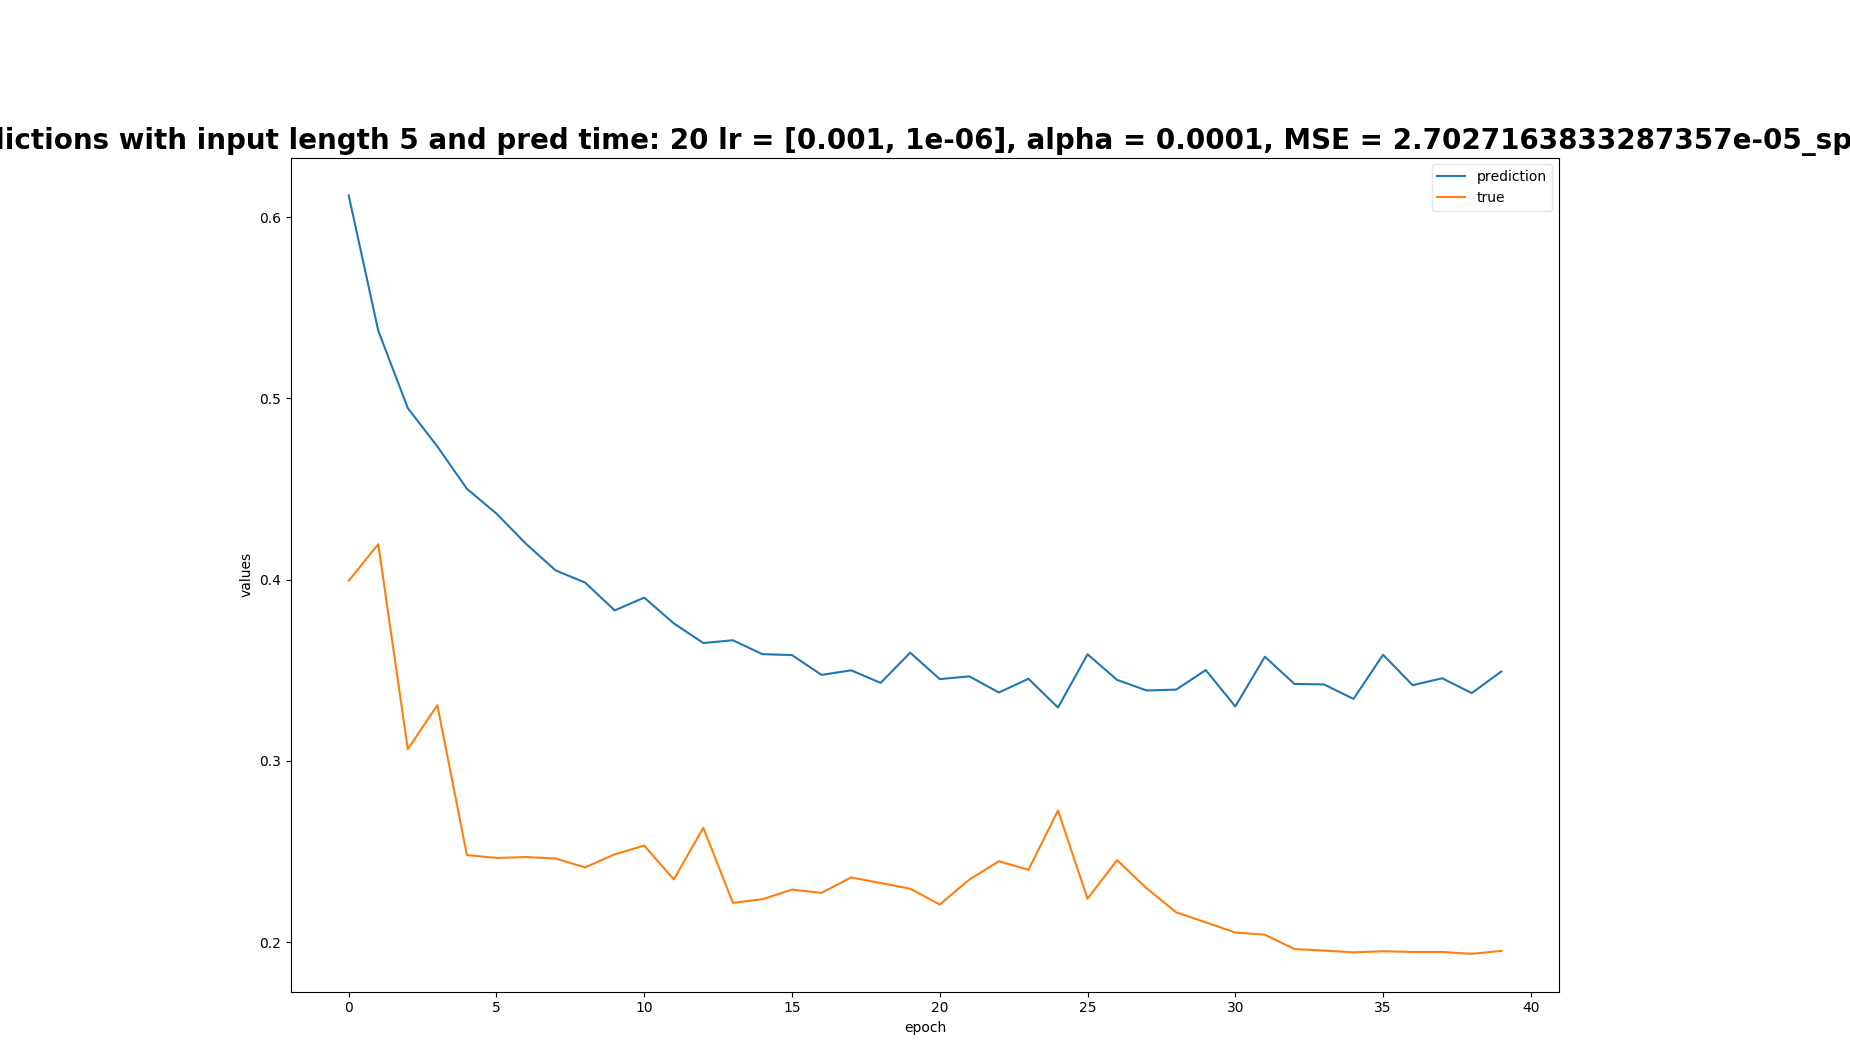 dictions with input length 5 and pred time: 20 lr = [0.001, 1e-06], alpha = 0.0001, MSE = 2.7027163833287357e-05_sp
prediction
true
0.6
0.5
0.4
0.3
0.2
values
0 5 10 15 20 25 30 35 40
epoch